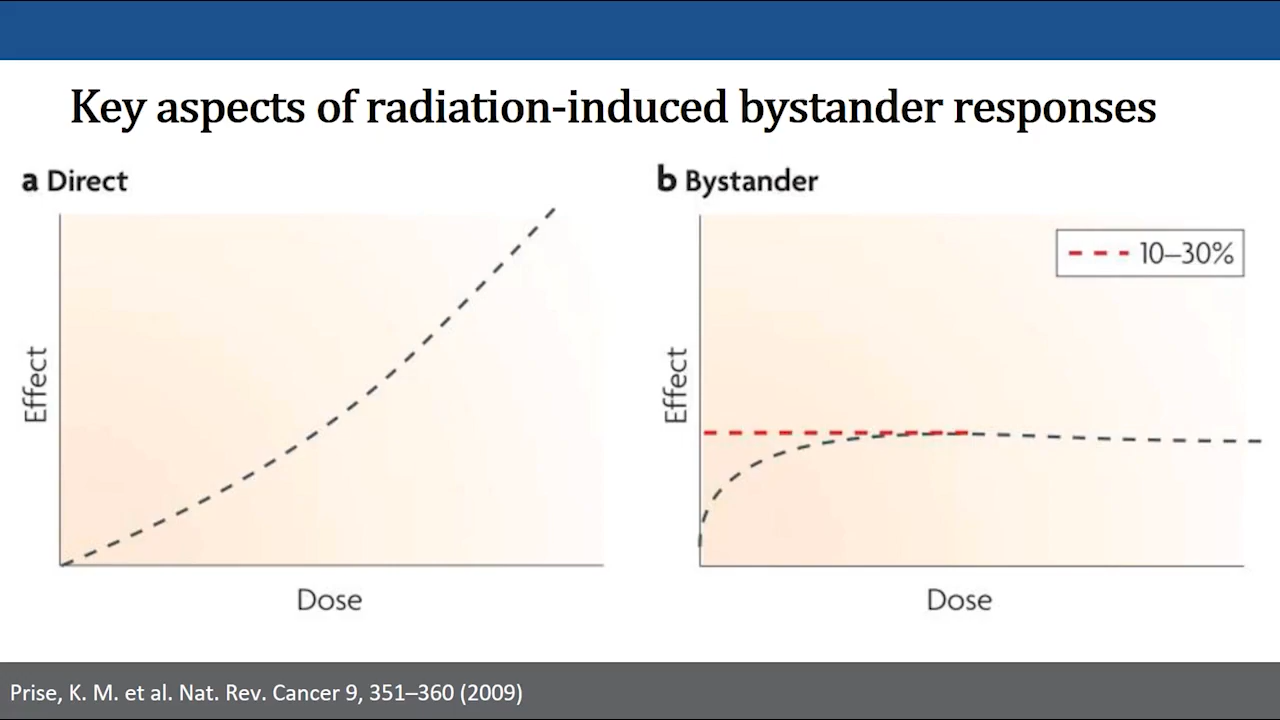 Key aspects of radiation-induced bystander responses
a Direct
Effect
Dose
b Bystander
10–30%
Effect
Dose
Prise, K. M. et al. Nat. Rev. Cancer 9, 351–360 (2009)